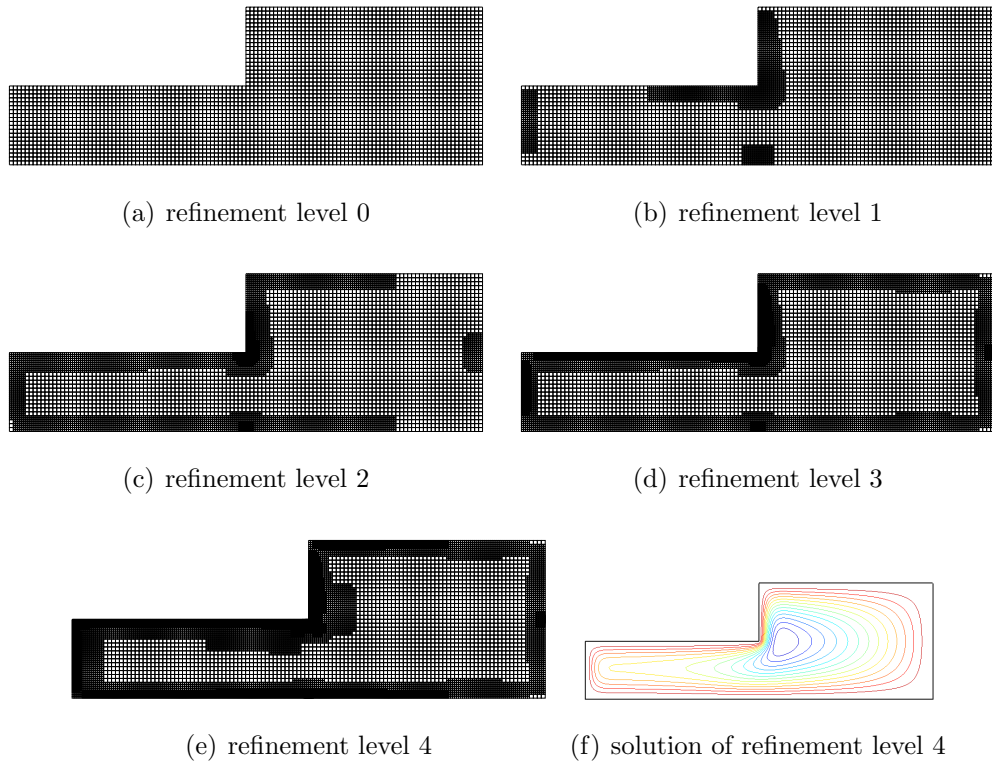 (a) refinement level 0
(b) refinement level 1
(c) refinement level 2
(d) refinement level 3
(e) refinement level 4
(f) solution of refinement level 4